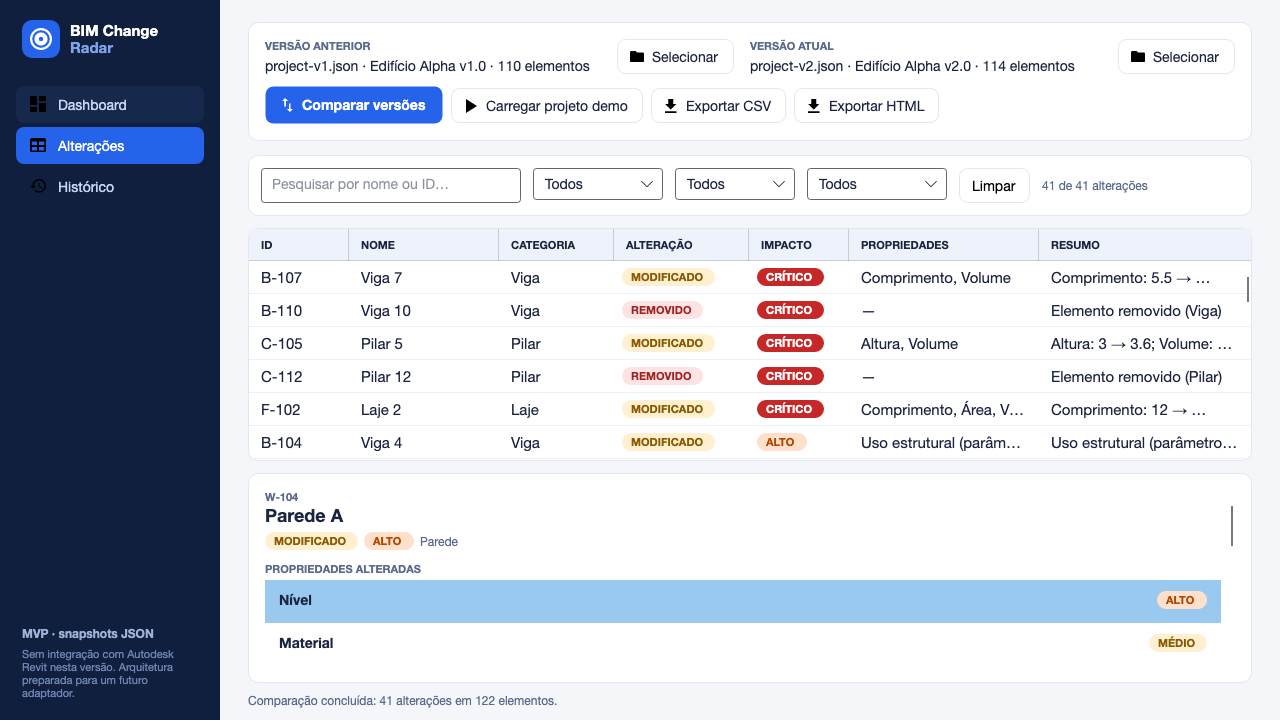 BIM Change
Radar
Dashboard
Alterações
Histórico
MVP · snapshots JSON
Sem integração com Autodesk
Revit nesta versão. Arquitetura
preparada para um futuro
adaptador.
VERSÃO ANTERIOR
project-v1.json · Edifício Alpha v1.0 · 110 elementos
Selecionar
VERSÃO ATUAL
project-v2.json · Edifício Alpha v2.0 · 114 elementos
Selecionar
Comparar versões
Carregar projeto demo
Exportar CSV
Exportar HTML
Pesquisar por nome ou ID…
Todos
Todos
Todos
Limpar
41 de 41 alterações
ID NOME CATEGORIA ALTERAÇÃO IMPACTO PROPRIEDADES RESUMO
B-107 Viga 7 Viga MODIFICADO CRÍTICO Comprimento, Volume Comprimento: 5.5 → …
B-110 Viga 10 Viga REMOVIDO CRÍTICO — Elemento removido (Viga)
C-105 Pilar 5 Pilar MODIFICADO CRÍTICO Altura, Volume Altura: 3 → 3.6; Volume: …
C-112 Pilar 12 Pilar REMOVIDO CRÍTICO — Elemento removido (Pilar)
F-102 Laje 2 Laje MODIFICADO CRÍTICO Comprimento, Área, V… Comprimento: 12 → …
B-104 Viga 4 Viga MODIFICADO ALTO Uso estrutural (parâm… Uso estrutural (parâmetro…
W-104
Parede A
MODIFICADO ALTO Parede
PROPRIEDADES ALTERADAS
Nível ALTO
Material MÉDIO
Comparação concluída: 41 alterações em 122 elementos.